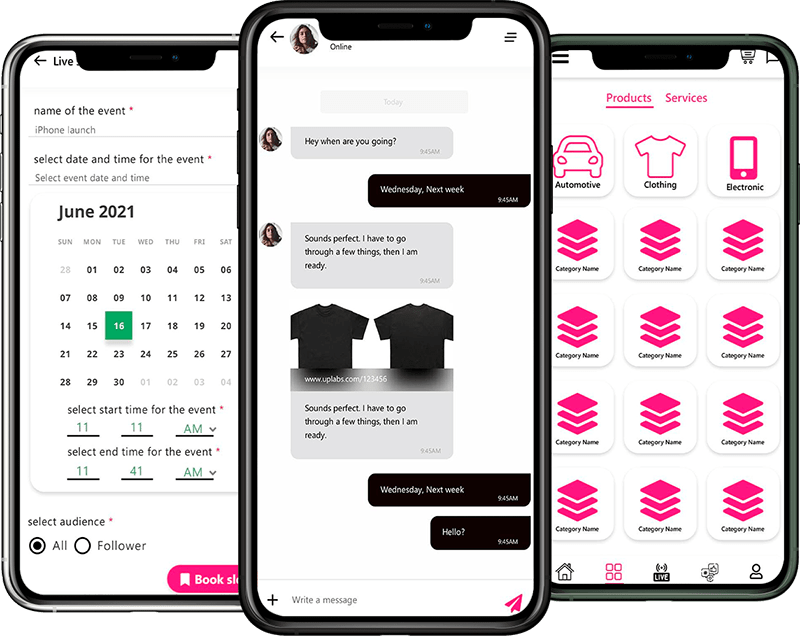 Live
name of the event *
iPhone launch
select date and time for the event *
Select event date and time
June 2021
SUN MON TUE WED THU FRI SAT
28 01 02 03 04 05 06
07 08 09 10 11 12 13
14 15 16 17 18 19 20
21 22 23 24 25 26 27
28 29 30 01 02 03 04
select start time for the event *
11 11 AM
select end time for the event *
11 41 AM
select audience *
All Follower
Book slo
Online
Today
Hey when are you going?
9:45AM
Wednesday, Next week
9:45AM
Sounds perfect. I have to go
through a few things, then I am
ready.
9:45AM
www.uplabs.com/123456
Sounds perfect. I have to go
through a few things, then I am
ready.
9:45AM
Wednesday, Next week
9:45AM
Hello?
9:45AM
Write a message
Products Services
Automotive Clothing Electronic
Category Name Category Name Category Name
Category Name Category Name Category Name
Category Name Category Name Category Name
Category Name Category Name Category Name
LIVE